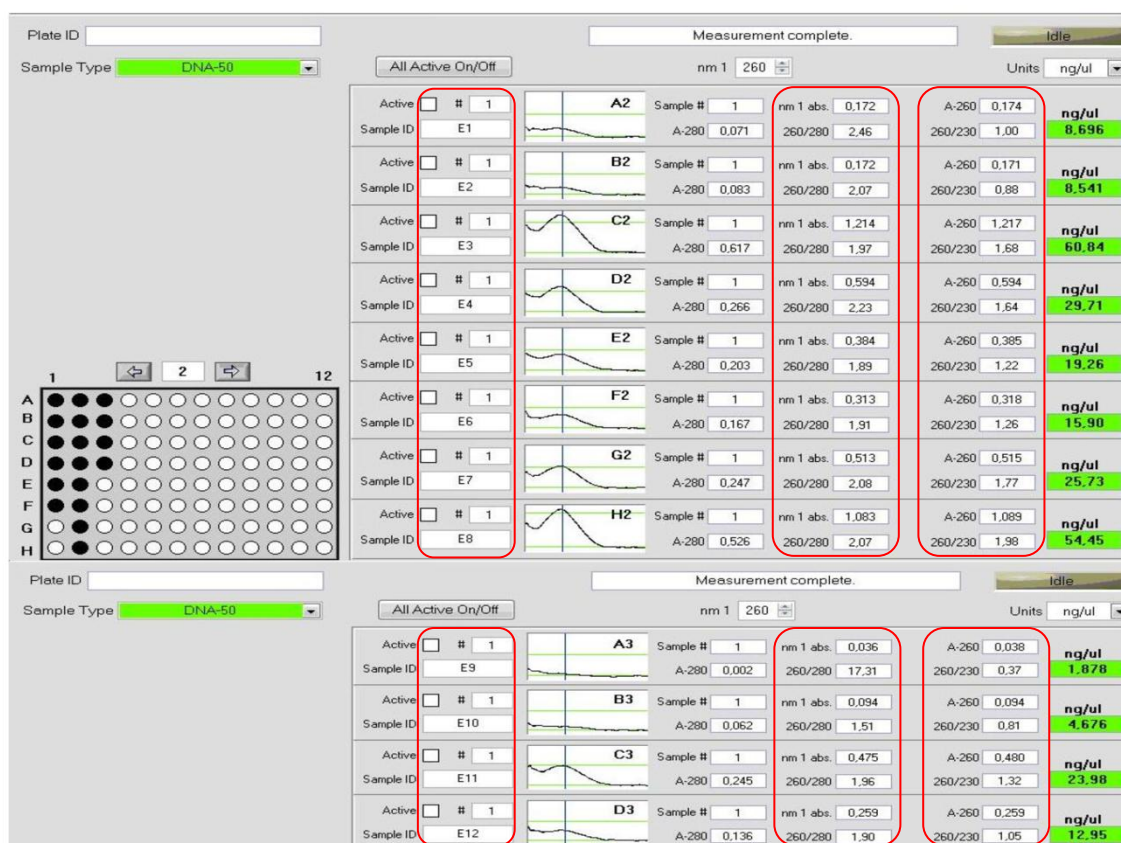 Plate ID Measurement complete. Idle
Sample Type DNA-50 All Active On/Off nm 1 260 Units ng/ul
Active # 1 A2 Sample # 1 nm 1 abs. 0,172 A-260 0,174 ng/ul
Sample ID E1 A-280 0,071 260/280 2,46 260/230 1,00 8,696
Active # 1 B2 Sample # 1 nm 1 abs. 0,172 A-260 0,171 ng/ul
Sample ID E2 A-280 0,083 260/280 2,07 260/230 0,88 8,541
Active # 1 C2 Sample # 1 nm 1 abs. 1,214 A-260 1,217 ng/ul
Sample ID E3 A-280 0,617 260/280 1,97 260/230 1,68 60,84
Active # 1 D2 Sample # 1 nm 1 abs. 0,594 A-260 0,594 ng/ul
Sample ID E4 A-280 0,266 260/280 2,23 260/230 1,64 29,71
Active # 1 E2 Sample # 1 nm 1 abs. 0,384 A-260 0,385 ng/ul
Sample ID E5 A-280 0,203 260/280 1,89 260/230 1,22 19,26
Active # 1 F2 Sample # 1 nm 1 abs. 0,313 A-260 0,318 ng/ul
Sample ID E6 A-280 0,167 260/280 1,91 260/230 1,26 15,90
Active # 1 G2 Sample # 1 nm 1 abs. 0,513 A-260 0,515 ng/ul
Sample ID E7 A-280 0,247 260/280 2,08 260/230 1,77 25,73
Active # 1 H2 Sample # 1 nm 1 abs. 1,083 A-260 1,089 ng/ul
Sample ID E8 A-280 0,526 260/280 2,07 260/230 1,98 54,45
1 2 12
A
B
C
D
E
F
G
H
Plate ID Measurement complete. Idle
Sample Type DNA-50 All Active On/Off nm 1 260 Units ng/ul
Active # 1 A3 Sample # 1 nm 1 abs. 0,036 A-260 0,038 ng/ul
Sample ID E9 A-280 0,002 260/280 17,31 260/230 0,37 1,878
Active # 1 B3 Sample # 1 nm 1 abs. 0,094 A-260 0,094 ng/ul
Sample ID E10 A-280 0,062 260/280 1,51 260/230 0,81 4,676
Active # 1 C3 Sample # 1 nm 1 abs. 0,475 A-260 0,480 ng/ul
Sample ID E11 A-280 0,245 260/280 1,96 260/230 1,32 23,98
Active # 1 D3 Sample # 1 nm 1 abs. 0,259 A-260 0,259 ng/ul
Sample ID E12 A-280 0,136 260/280 1,90 260/230 1,05 12,95